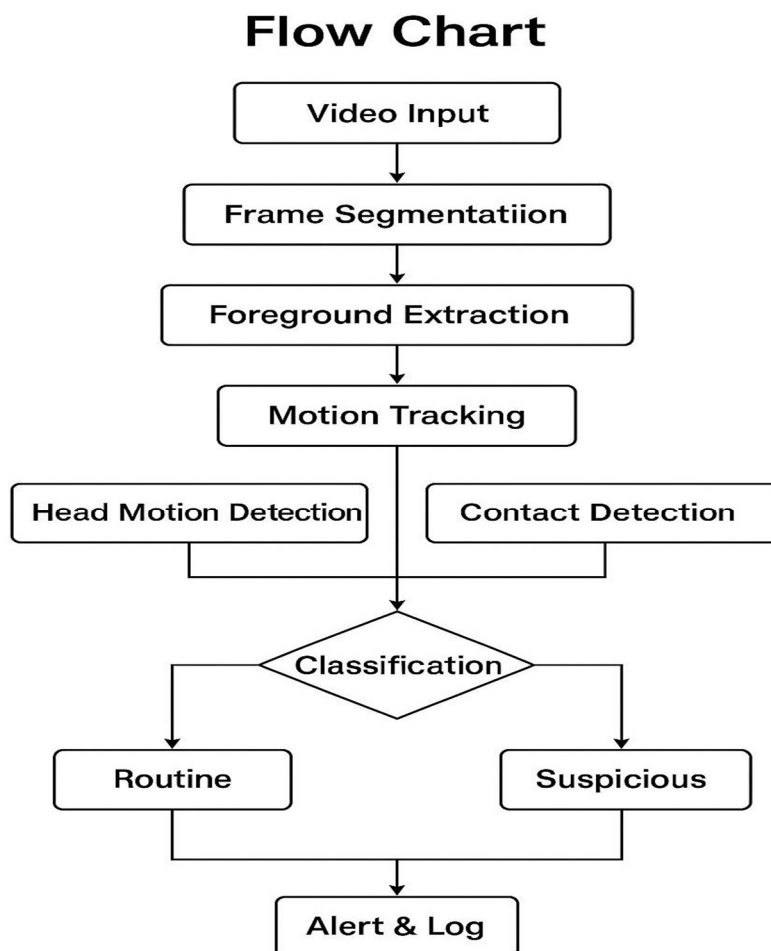 Flow Chart
Video Input
Frame Segmentatiion
Foreground Extraction
Motion Tracking
Head Motion Detection
Contact Detection
Classification
Routine
Suspicious
Alert & Log